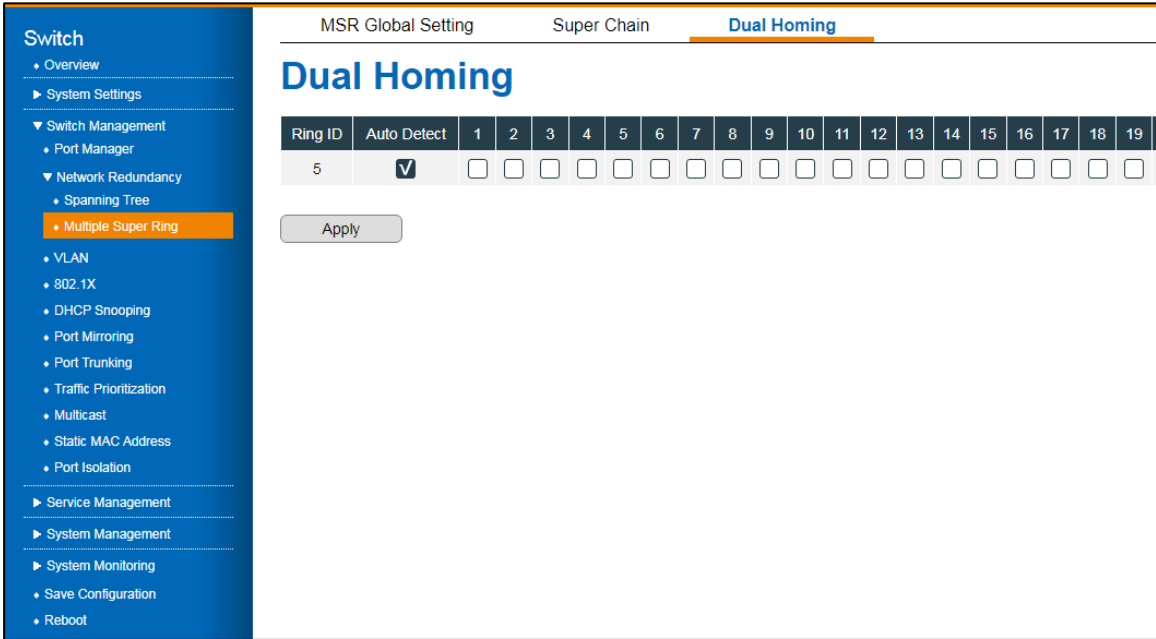 Switch
Overview
System Settings
Switch Management
Port Manager
Network Redundancy
Spanning Tree
Multiple Super Ring
VLAN
802.1X
DHCP Snooping
Port Mirroring
Port Trunking
Traffic Prioritization
Multicast
Static MAC Address
Port Isolation
Service Management
System Management
System Monitoring
Save Configuration
Reboot
MSR Global Setting Super Chain Dual Homing
Dual Homing
Ring ID Auto Detect 1 2 3 4 5 6 7 8 9 10 11 12 13 14 15 16 17 18 19
5
Apply